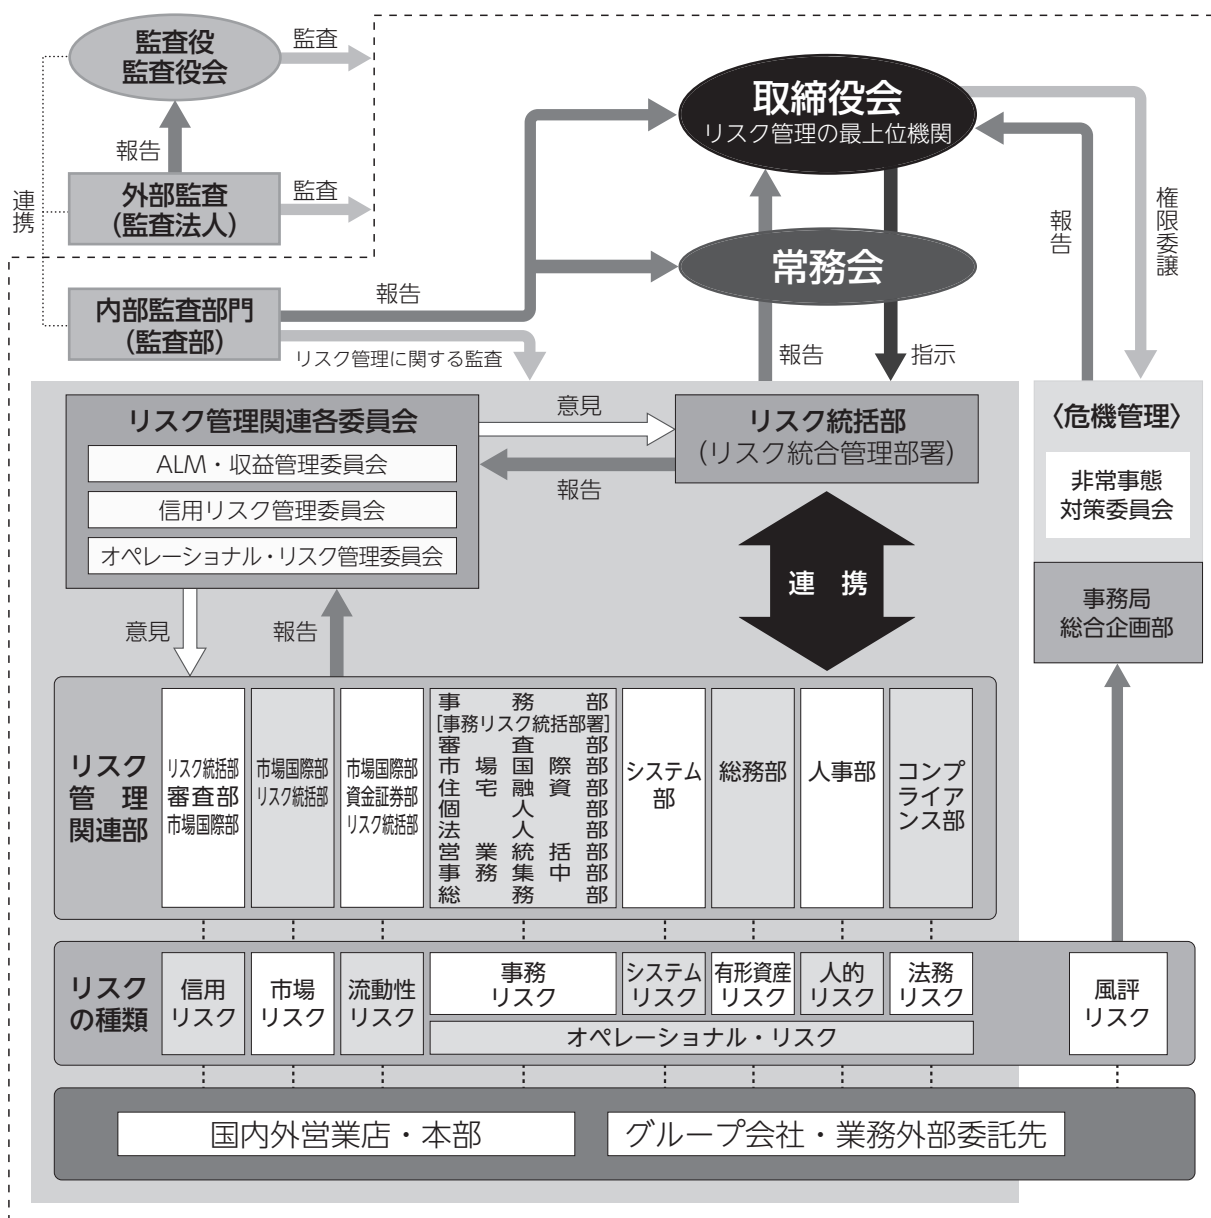 監査役
監査役会
監査
報告
外部監査
(監査法人)
監査
連携
取締役会
リスク管理の最上位機関
常務会
権限委譲
報告
内部監査部門
(監査部)
報告
リスク管理に関する監査
報告
指示
リスク管理関連各委員会
ALM・収益管理委員会
信用リスク管理委員会
オペレーショナル・リスク管理委員会
意見
報告
リスク統括部
(リスク統合管理部署)
〈危機管理〉
非常事態
対策委員会
事務局
総合企画部
連 携
意見
報告
リスク
管 理
関連部
リスク統括部
審査部
市場国際部
市場国際部
リスク統括部
市場国際部
資金証券部
リスク統括部
事務部
[事務リスク統括部署]
審査部
市場国際部
住宅融資部
個人部
法人部
営業統括部
事務集中部
総務部
システム
部
総務部
人事部
コンプ
ライア
ンス部
リスク
の種類
信用
リスク
市場
リスク
流動性
リスク
事務
リスク
システム
リスク
有形資産
リスク
人的
リスク
法務
リスク
オペレーショナル・リスク
風評
リスク
国内外営業店・本部
グループ会社・業務外部委託先